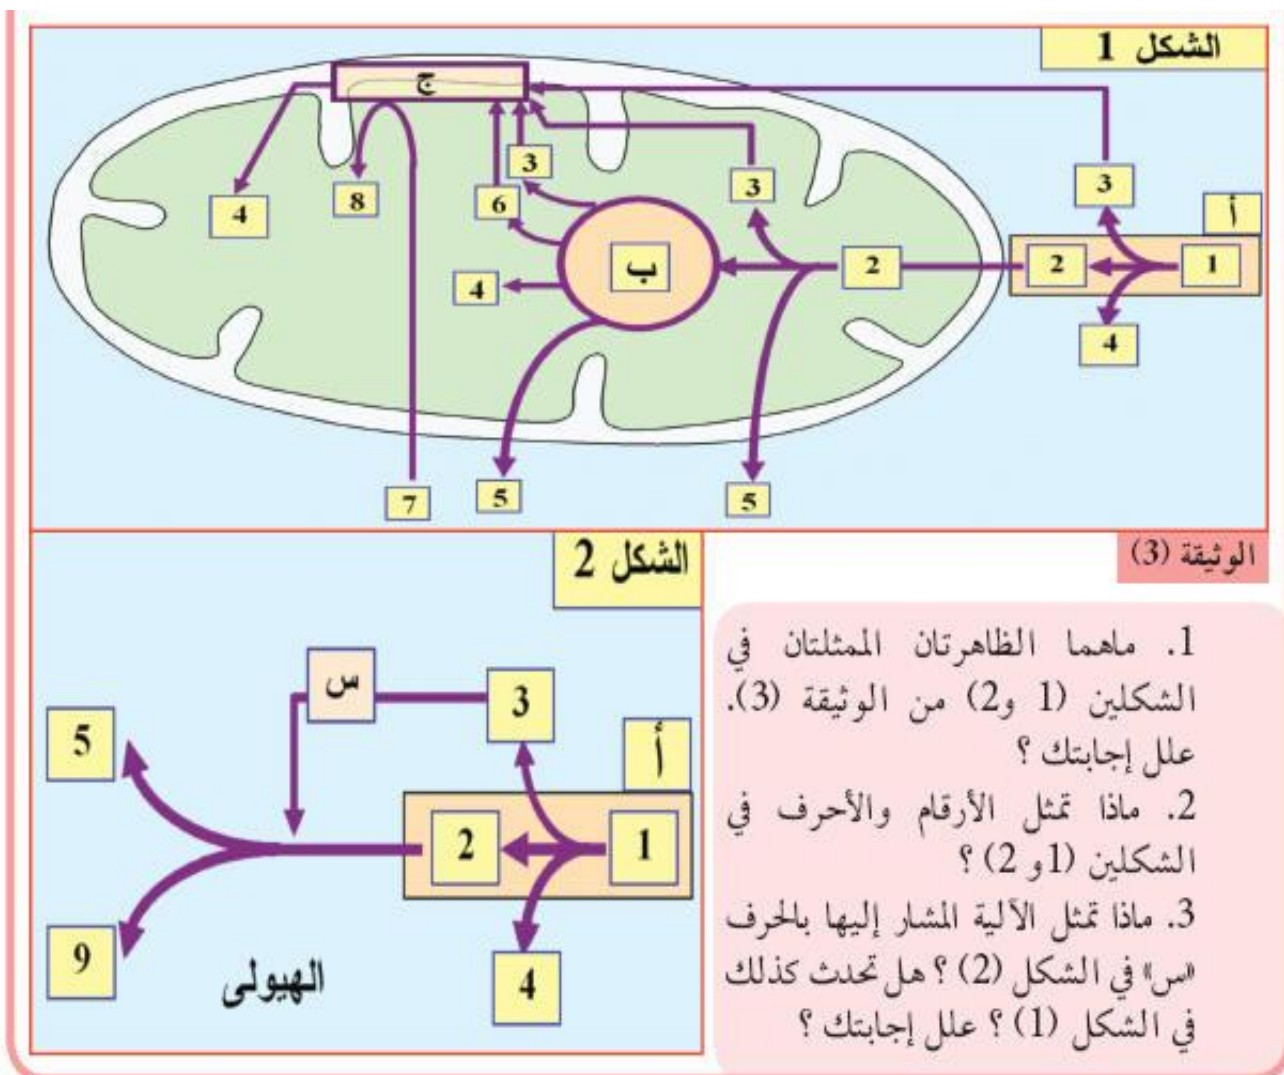 الشكل 1
ج
3
أ
3
3
8
6
4
ب
2
2
1
4
4
7
5
5
الشكل 2
الوثيقة (3)
س
3
أ
5
2
1
9
4
الهيولى
1. ماهما الظاهرتان الممثلتان في
الشكلين (1 و2) من الوثيقة (3).
علل إجابتك ؟
2. ماذا تمثل الأرقام والأحرف في
الشكلين (1و 2) ؟
3. ماذا تمثل الآلية المشار إليها بالحرف
«س» في الشكل (2) ؟ هل تحدث كذلك
في الشكل (1) ؟ علل إجابتك ؟